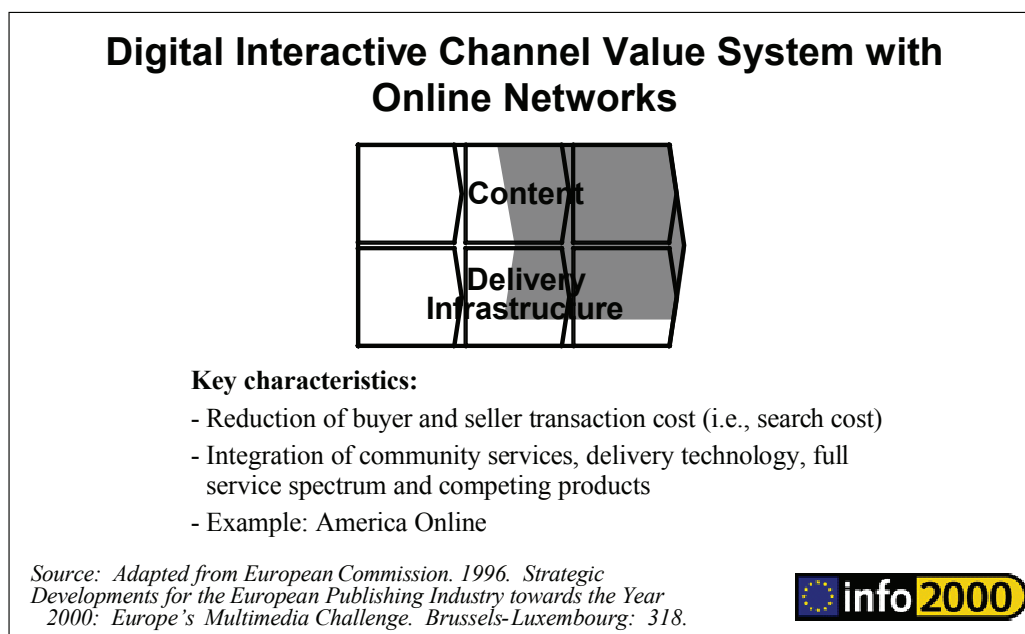 Digital Interactive Channel Value System with
Online Networks
Content
Delivery
Infrastructure
Key characteristics:
- Reduction of buyer and seller transaction cost (i.e., search cost)
- Integration of community services, delivery technology, full
service spectrum and competing products
- Example: America Online
Source: Adapted from European Commission. 1996. Strategic
Developments for the European Publishing Industry towards the Year
2000: Europe's Multimedia Challenge. Brussels-Luxembourg: 318.
info2000